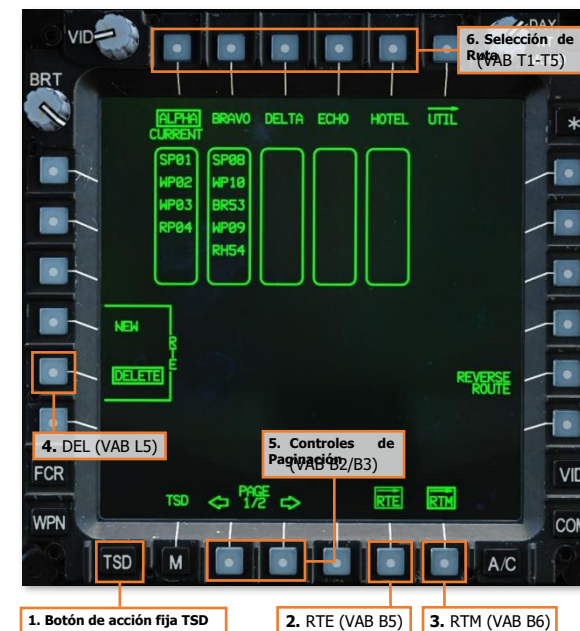 VID
DAY
6. Selección de
Ruta
(VAB T1-T5)
BRT
ALPHA BRAVO DELTA ECHO HOTEL UTIL
CURRENT
*
SP01 SP08
WP02 WP10
WP03 BR53
RP04 WP09
RH54
NEW
RTE
DELETE
REVERSE
ROUTE
4. DEL (VAB L5)
5. Controles de
Paginación
(VAB B2/B3)
FCR
VID
PAGE
TSD 1/2 RTE RTM
WPN
COM
TSD M A/C
1. Botón de acción fija TSD
2. RTE (VAB B5)
3. RTM (VAB B6)